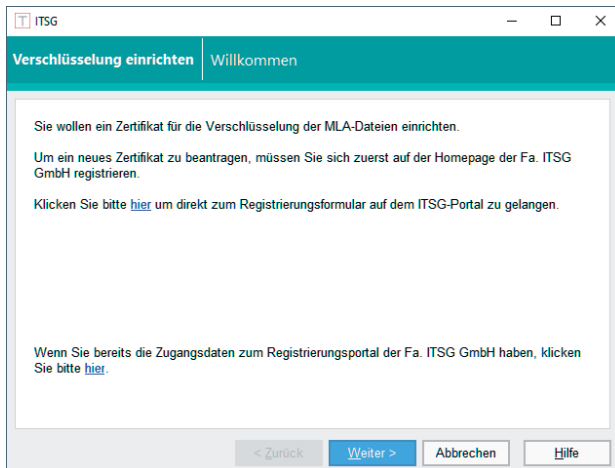 T ITSG
Verschlüsselung einrichten Willkommen
Sie wollen ein Zertifikat für die Verschlüsselung der MLA-Dateien einrichten.
Um ein neues Zertifikat zu beantragen, müssen Sie sich zuerst auf der Homepage der Fa. ITSG
GmbH registrieren.
Klicken Sie bitte hier um direkt zum Registrierungsformular auf dem ITSG-Portal zu gelangen.
Wenn Sie bereits die Zugangsdaten zum Registrierungsportal der Fa. ITSG GmbH haben, klicken
Sie bitte hier.
< Zurück Weiter > Abbrechen Hilfe